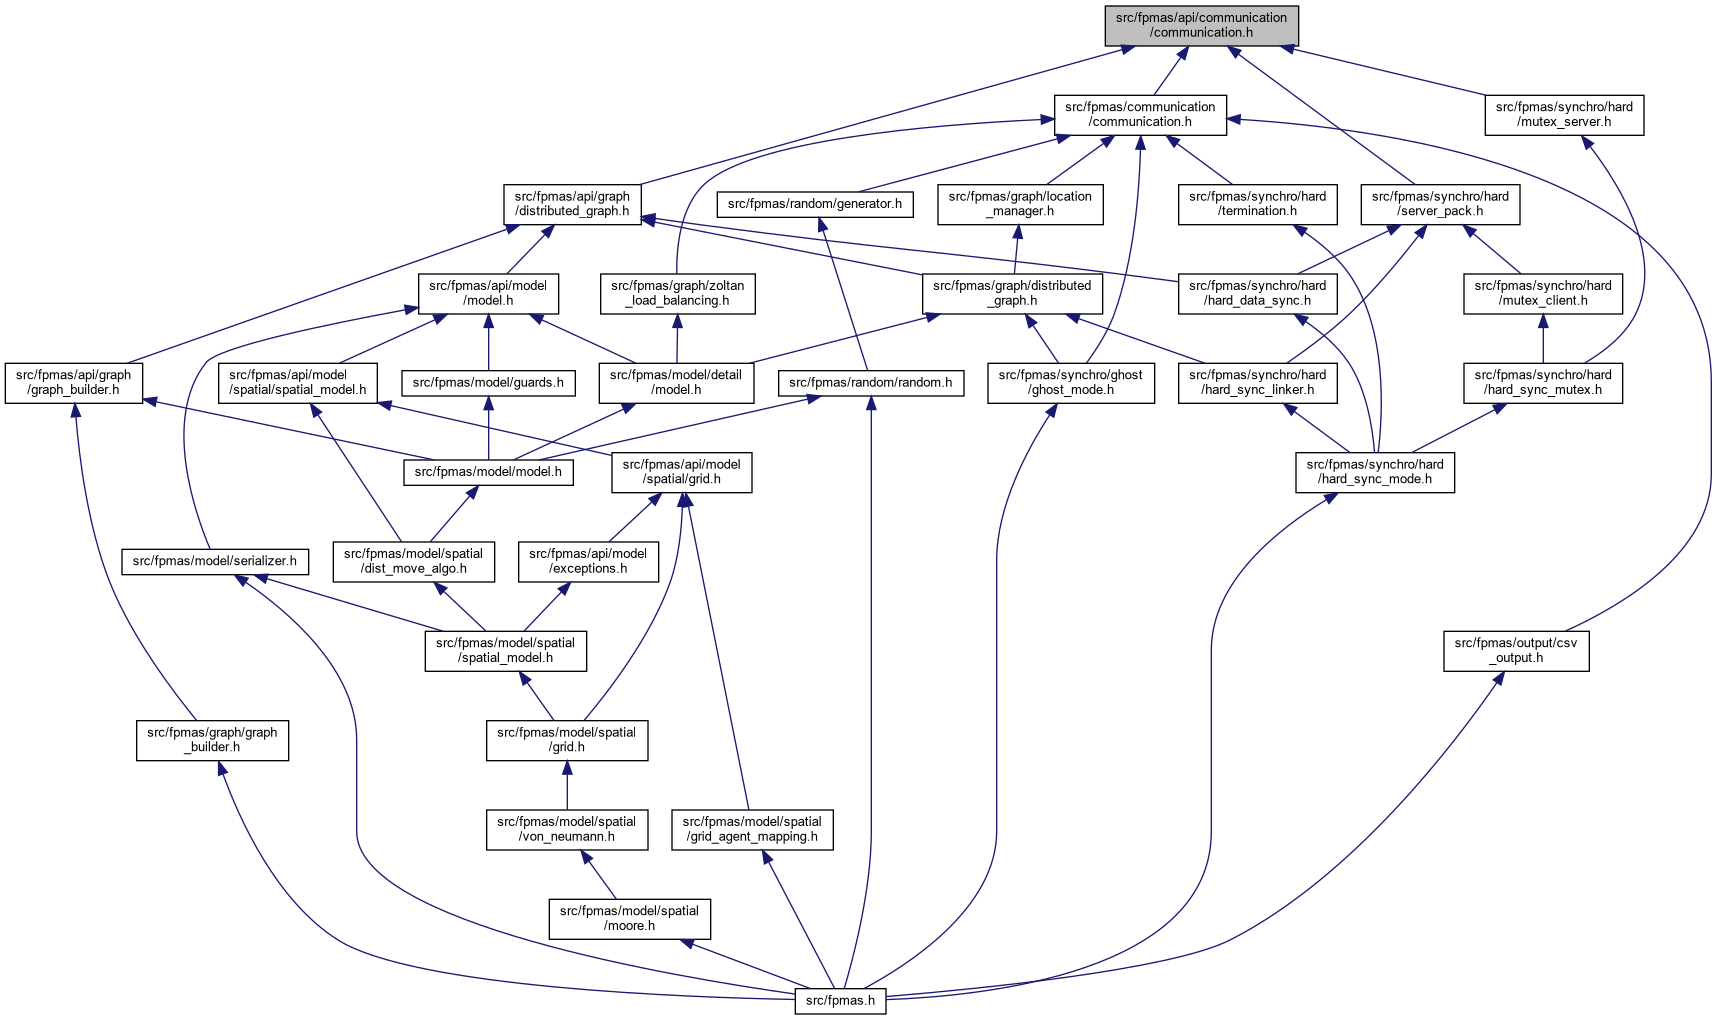 src/fpmas/api/communication
/communication.h
src/fpmas/communication
/communication.h
src/fpmas/synchro/hard
/mutex_server.h
src/fpmas/api/graph
/distributed_graph.h
src/fpmas/random/generator.h
src/fpmas/graph/location
_manager.h
src/fpmas/synchro/hard
/termination.h
src/fpmas/synchro/hard
/server_pack.h
src/fpmas/api/model
/model.h
src/fpmas/graph/zoltan
_load_balancing.h
src/fpmas/graph/distributed
_graph.h
src/fpmas/synchro/hard
/hard_data_sync.h
src/fpmas/synchro/hard
/mutex_client.h
src/fpmas/api/graph
/graph_builder.h
src/fpmas/api/model
/spatial/spatial_model.h
src/fpmas/model/guards.h
src/fpmas/model/detail
/model.h
src/fpmas/random/random.h
src/fpmas/synchro/ghost
/ghost_mode.h
src/fpmas/synchro/hard
/hard_sync_linker.h
src/fpmas/synchro/hard
/hard_sync_mutex.h
src/fpmas/model/model.h
src/fpmas/api/model
/spatial/grid.h
src/fpmas/synchro/hard
/hard_sync_mode.h
src/fpmas/model/serializer.h
src/fpmas/model/spatial
/dist_move_algo.h
src/fpmas/api/model
/exceptions.h
src/fpmas/model/spatial
/spatial_model.h
src/fpmas/output/csv
_output.h
src/fpmas/graph/graph
_builder.h
src/fpmas/model/spatial
/grid.h
src/fpmas/model/spatial
/von_neumann.h
src/fpmas/model/spatial
/grid_agent_mapping.h
src/fpmas/model/spatial
/moore.h
src/fpmas.h